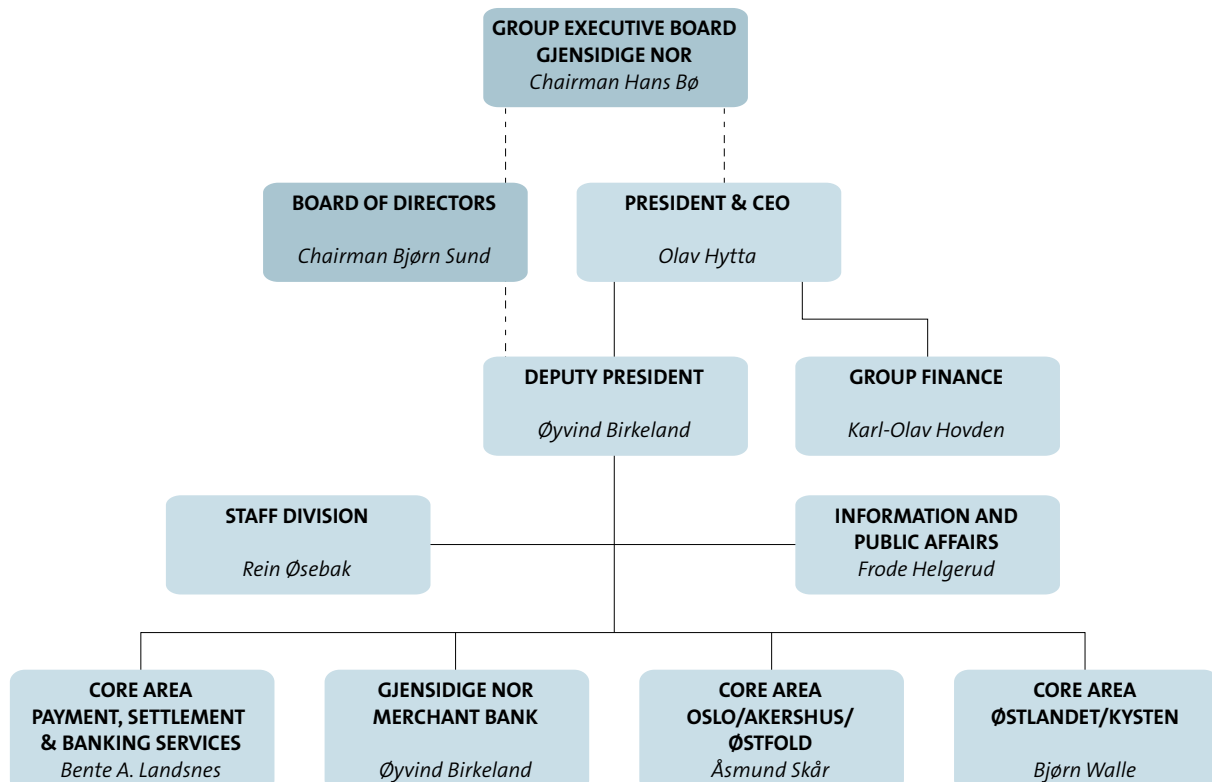 GROUP EXECUTIVE BOARD
GJENSIDIGE NOR
Chairman Hans Bø
BOARD OF DIRECTORS
Chairman Bjørn Sund
PRESIDENT & CEO
Olav Hytta
DEPUTY PRESIDENT
Øyvind Birkeland
GROUP FINANCE
Karl-Olav Hovden
STAFF DIVISION
Rein Øsebak
INFORMATION AND
PUBLIC AFFAIRS
Frode Helgerud
CORE AREA
PAYMENT, SETTLEMENT
& BANKING SERVICES
Bente A. Landsnes
GJENSIDIGE NOR
MERCHANT BANK
Øyvind Birkeland
CORE AREA
OSLO/AKERSHUS/
ØSTFOLD
Åsmund Skår
CORE AREA
ØSTLANDET/KYSTEN
Bjørn Walle